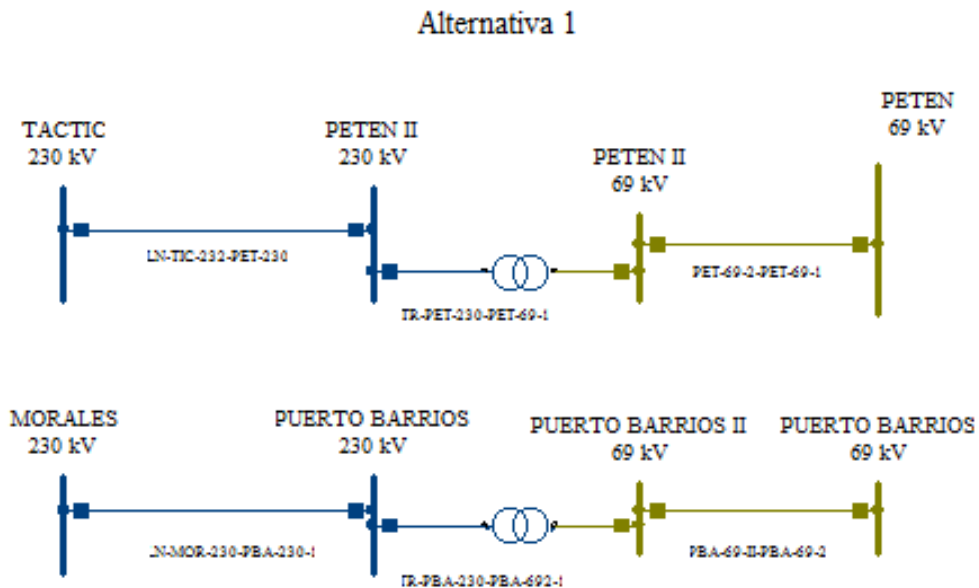 Alternativa 1
TACTIC
230 kV
PETEN II
230 kV
PETEN II
69 kV
PETEN
69 kV
LN-TIC-232-PET-230
TR-PET-230-PET-69-1
PET-69-2-PET-69-1
MORALES
230 kV
PUERTO BARRIOS
230 kV
PUERTO BARRIOS II
69 kV
PUERTO BARRIOS
69 kV
LN-MOR-230-PBA-230-1
TR-PBA-230-PBA-692-1
PBA-69-II-PBA-69-2